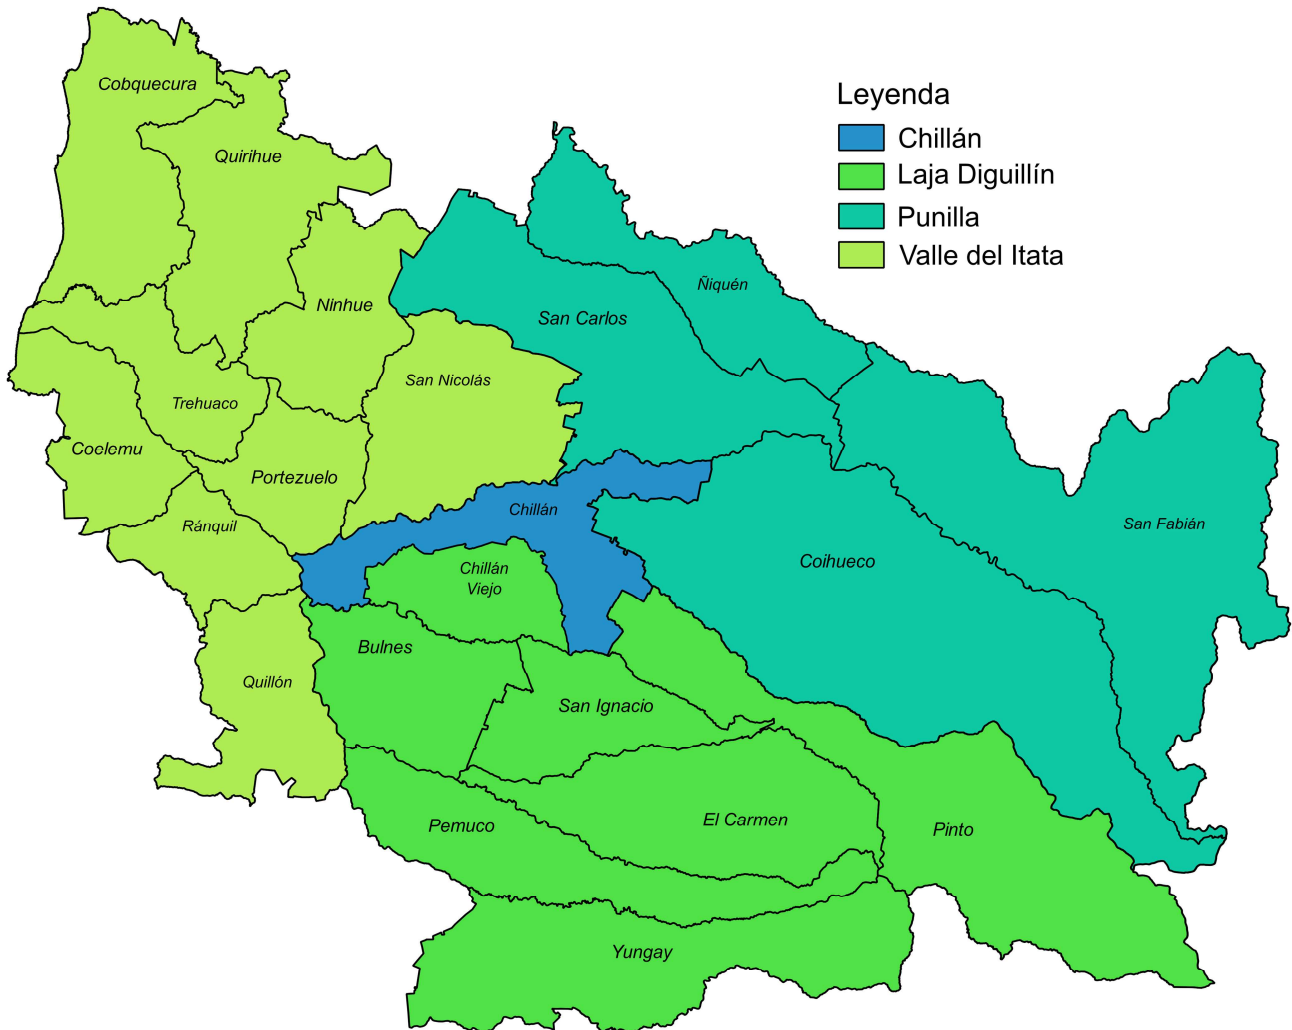 Cobquecura
Leyenda
Chillán
Quirihue
Laja Diguillín
Punilla
Valle del Itata
Ñiquén
Ninhue
San Carlos
San Nicolás
Trehuaco
Coelemu
Portezuelo
Chillán
Ránquil
San Fabián
Coihueco
Chillán
Viejo
Bulnes
Quillón
San Ignacio
El Carmen
Pemuco
Pinto
Yungay